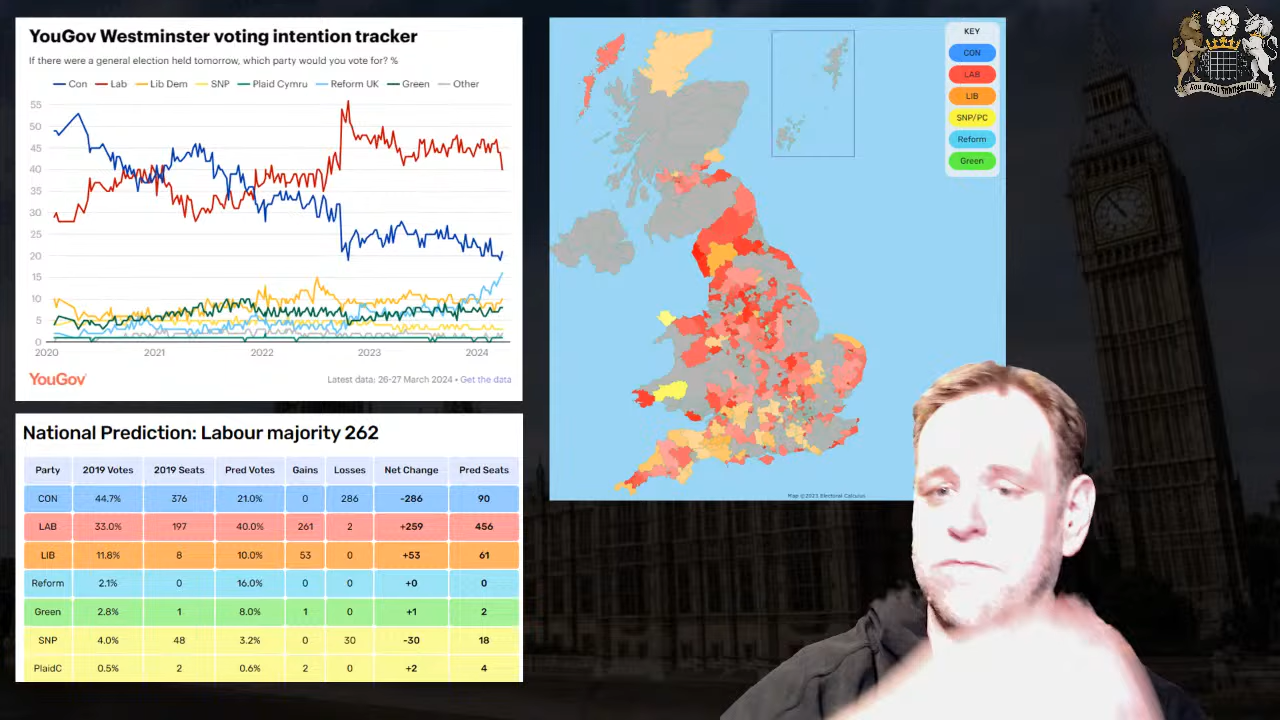 YouGov Westminster voting intention tracker
If there were a general election held tomorrow, which party would you vote for? %
Con Lab Lib Dem SNP Plaid Cymru Reform UK Green Other
55
50
45
40
35
30
25
20
15
10
5
0
2020 2021 2022 2023 2024
YouGov
Latest data; 26-27 March 2024 • Get the data
National Prediction: Labour majority 262
Party 2019 Votes 2019 Seats Pred Votes Gains Losses Net Change Pred Seats
CON 44.7% 376 21.0% 0 286 -286 90
LAB 33.0% 197 40.0% 261 2 +259 456
LIB 11.8% 8 10.0% 53 0 +53 61
Reform 2.1% 0 16.0% 0 0 +0 0
Green 2.8% 1 8.0% 1 0 +1 2
SNP 4.0% 48 3.2% 0 30 -30 18
PlaidC 0.5% 2 0.6% 2 0 +2 4
KEY
CON
LAB
LIB
SNP/PC
Reform
Green
Map ©2023 Electoral Calculus